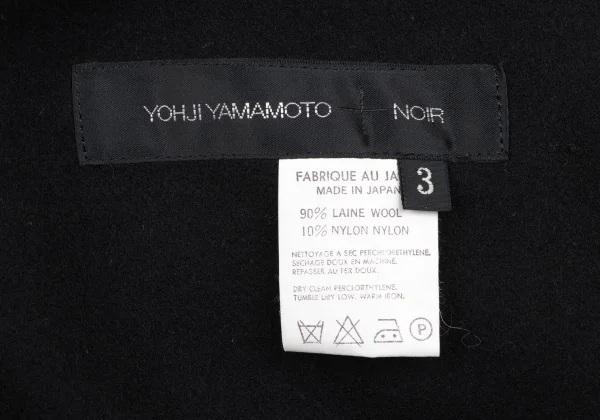 YOHJI YAMAMOTO + NOIR
3
FABRIQUE AU JA
MADE IN JAPAN
90% LAINE WOOL
10% NYLON NYLON
NETTOYAGE A SEC PERCHLORETHYLENE.
SECHAGE DOUX EN MACHINE.
REPASSER AU FER DOUX.
DRY CLEAN PERCLORTHYLENE.
TUMBLE DRY LOW. WARM IRON.
P